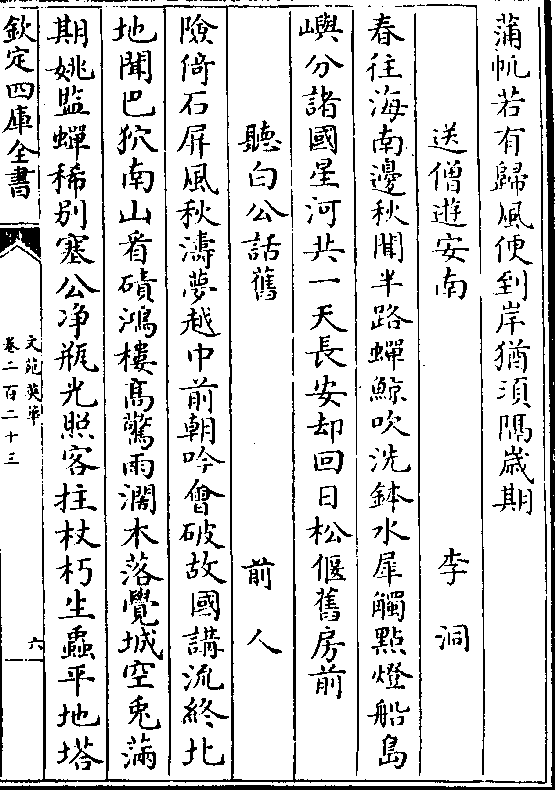 蒲帆若有歸風便到岸猶須隔歲期
送僧遊安南 李洞
春往海南邊秋聞半路蟬鯨吹洗鉢水犀觸點燈船島
嶼分諸國星河共一天長安却回日松偃舊房前
聽白公話舊 前人
險倚石屏風秋濤夢越中前朝吟會破故國講流終北
地聞巴狖南山看磧鴻樓髙驚雨濶木落覺城空兎滿
期姚監蟬稀别塞公净瓶光照客拄杖朽生蟲平地塔
欽定四庫全書
文苑英華
卷二百二十三
六